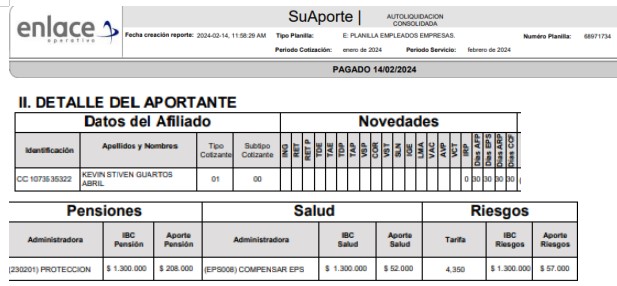 enlace
operativo
SuAporte |
AUTOLIQUIDACION
CONSOLIDADA
Fecha creación reporte: 2024-02-14, 11:58:29 AM Tipo Planilla: E: PLANILLA EMPLEADOS EMPRESAS. Numéro Planilla: 68971734
Periodo Cotización: enero de 2024 Periodo Servicio: febrero de 2024
PAGADO 14/02/2024
II. DETALLE DEL APORTANTE
Datos del Afiliado Novedades
Identificación Apellidos y Nombres Tipo Cotizante Subtipo Cotizante ING RET RET P TDE TAE TDP TAP VSP COR VST SLN IGE LMA VAC AVP VCT IRP Dias AFP Dias EPS Dias ARP Dias CCF
CC 1073535322 KEVIN STIVEN GUARTOS ABRIL 01 00 0 30 30 30 30
Pensiones Salud Riesgos
Administradora IBC Pensión Aporte Pensión Administradora IBC Salud Aporte Salud Tarifa IBC Riesgos Aporte Riesgos
(230201) PROTECCION $ 1.300.000 $ 208.000 (EPS008) COMPENSAR EPS $ 1.300.000 $ 52.000 4,350 $ 1.300.000 $ 57.000